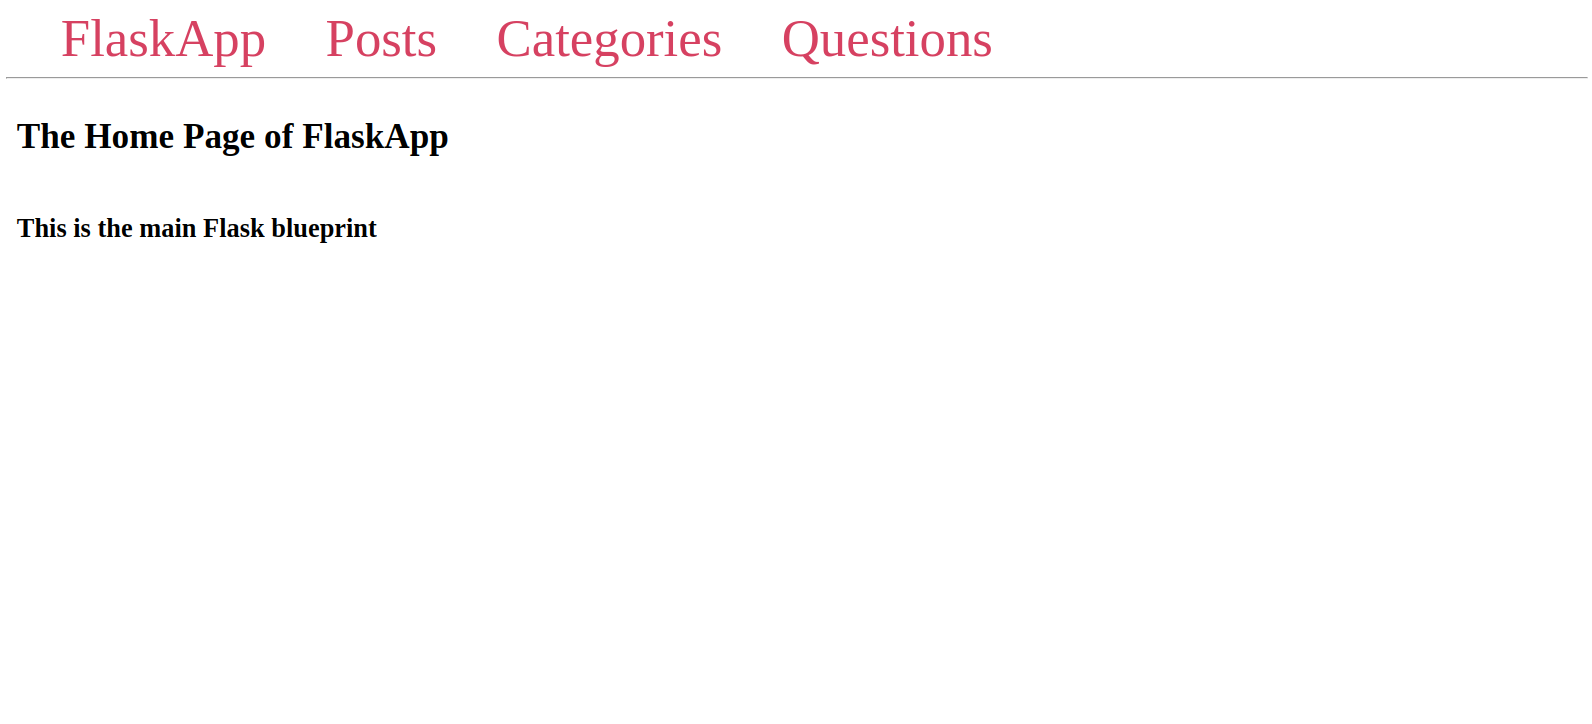 FlaskApp Posts Categories Questions
The Home Page of FlaskApp
This is the main Flask blueprint